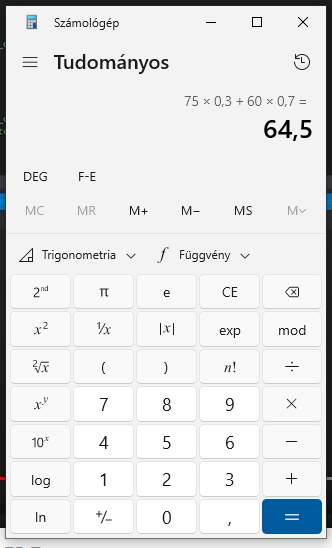 Számológép
Tudományos
75 × 0,3 + 60 × 0,7 =
64,5
DEG F-E
MC MR M+ M− MS M
Trigonometria f Függvény
2ⁿᵈ π e CE
x² ¹/x |x| exp mod
²√x ( ) n! ÷
xʸ 7 8 9 ×
10ˣ 4 5 6 −
log 1 2 3 +
ln +/− 0 , =